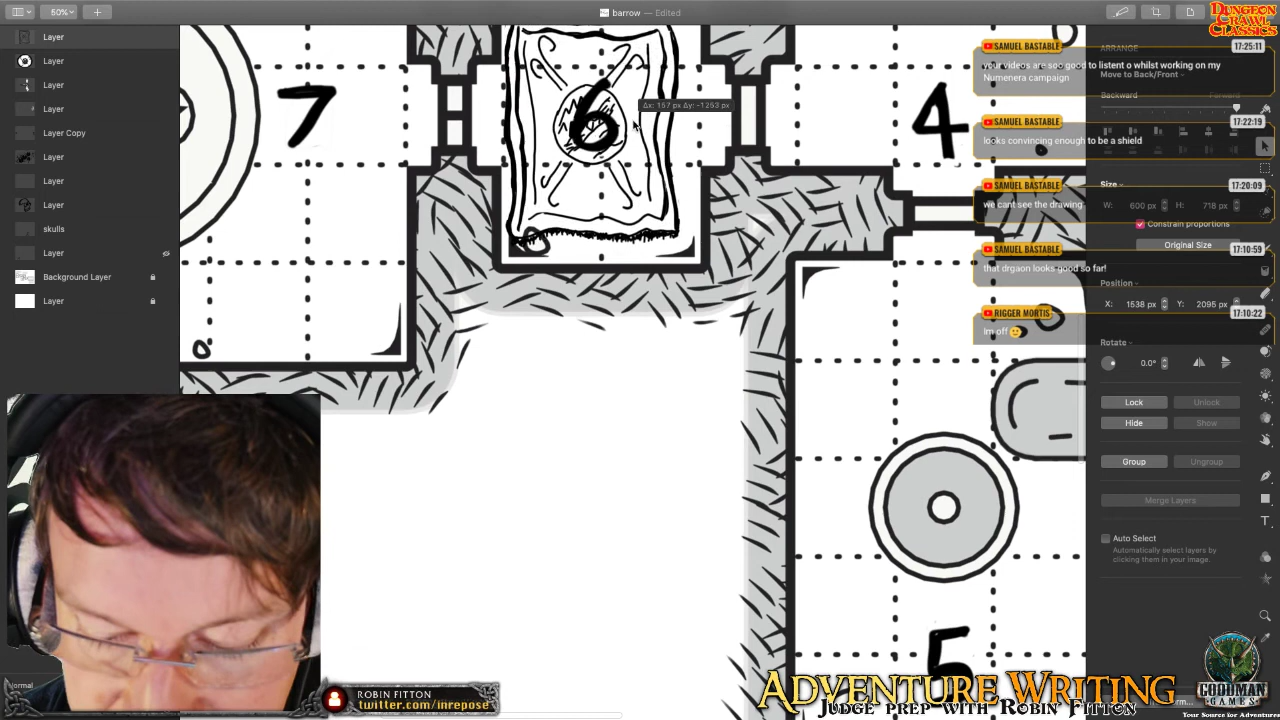 50%
barrow — Edited
DUNGEON CRAWL CLASSICS
Layer
Layer
Layer
Layer
Layer Copy
Layer
Layer
Layer
skulls
Layer
Background Layer
Layer
7
6
4
5
Δx: 157 px Δy: -1253 px
SAMUEL BASTABLE 17:25:11
your videos are soo good to listent o whilst working on my
Numenera campaign
SAMUEL BASTABLE 17:22:19
looks convincing enough to be a shield
SAMUEL BASTABLE 17:20:09
we cant see the drawing
SAMUEL BASTABLE 17:10:59
that drgaon looks good so far!
RIGGER MORTIS 17:10:22
Im off
ARRANGE
Move to Back/Front
Backward Forward
Size
W: 600 px H: 718 px
Constrain proportions
Original Size
Position
X: 1538 px Y: 2095 px
Rotate
0.0°
Lock Unlock
Hide Show
Group Ungroup
Merge Layers
Auto Select
Automatically select layers by
clicking them in your image.
Normal
ROBIN FITTON
twitter.com/inrepose
ADVENTURE WRITING
JUDGE PREP WITH ROBIN FITTON
GOODMAN
GAMES
Your Source for Adventure